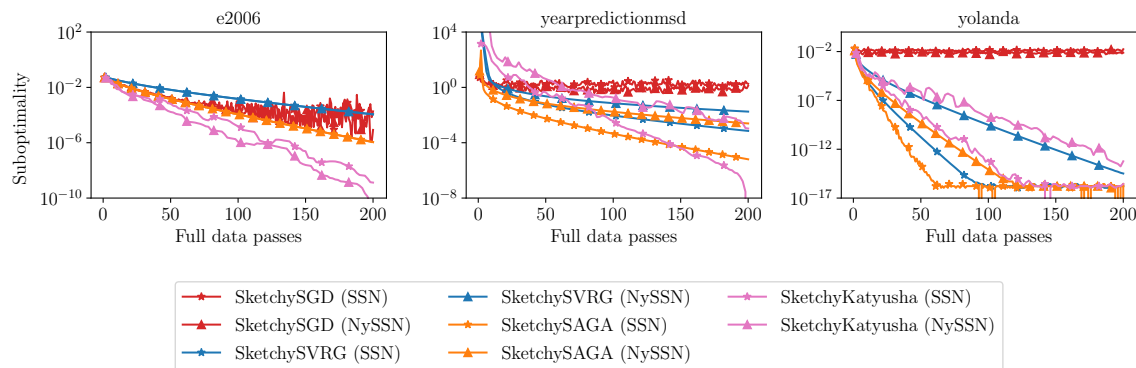 e2006
yearpredictionmsd
yolanda
Suboptimality
10^2
10^-2
10^-6
10^-10
0 50 100 150 200
Full data passes
10^4
10^0
10^-4
10^-8
0 50 100 150 200
Full data passes
10^-2
10^-7
10^-12
10^-17
0 50 100 150 200
Full data passes
SketchySGD (SSN)
SketchySGD (NySSN)
SketchySVRG (SSN)
SketchySVRG (NySSN)
SketchySAGA (SSN)
SketchySAGA (NySSN)
SketchyKatyusha (SSN)
SketchyKatyusha (NySSN)